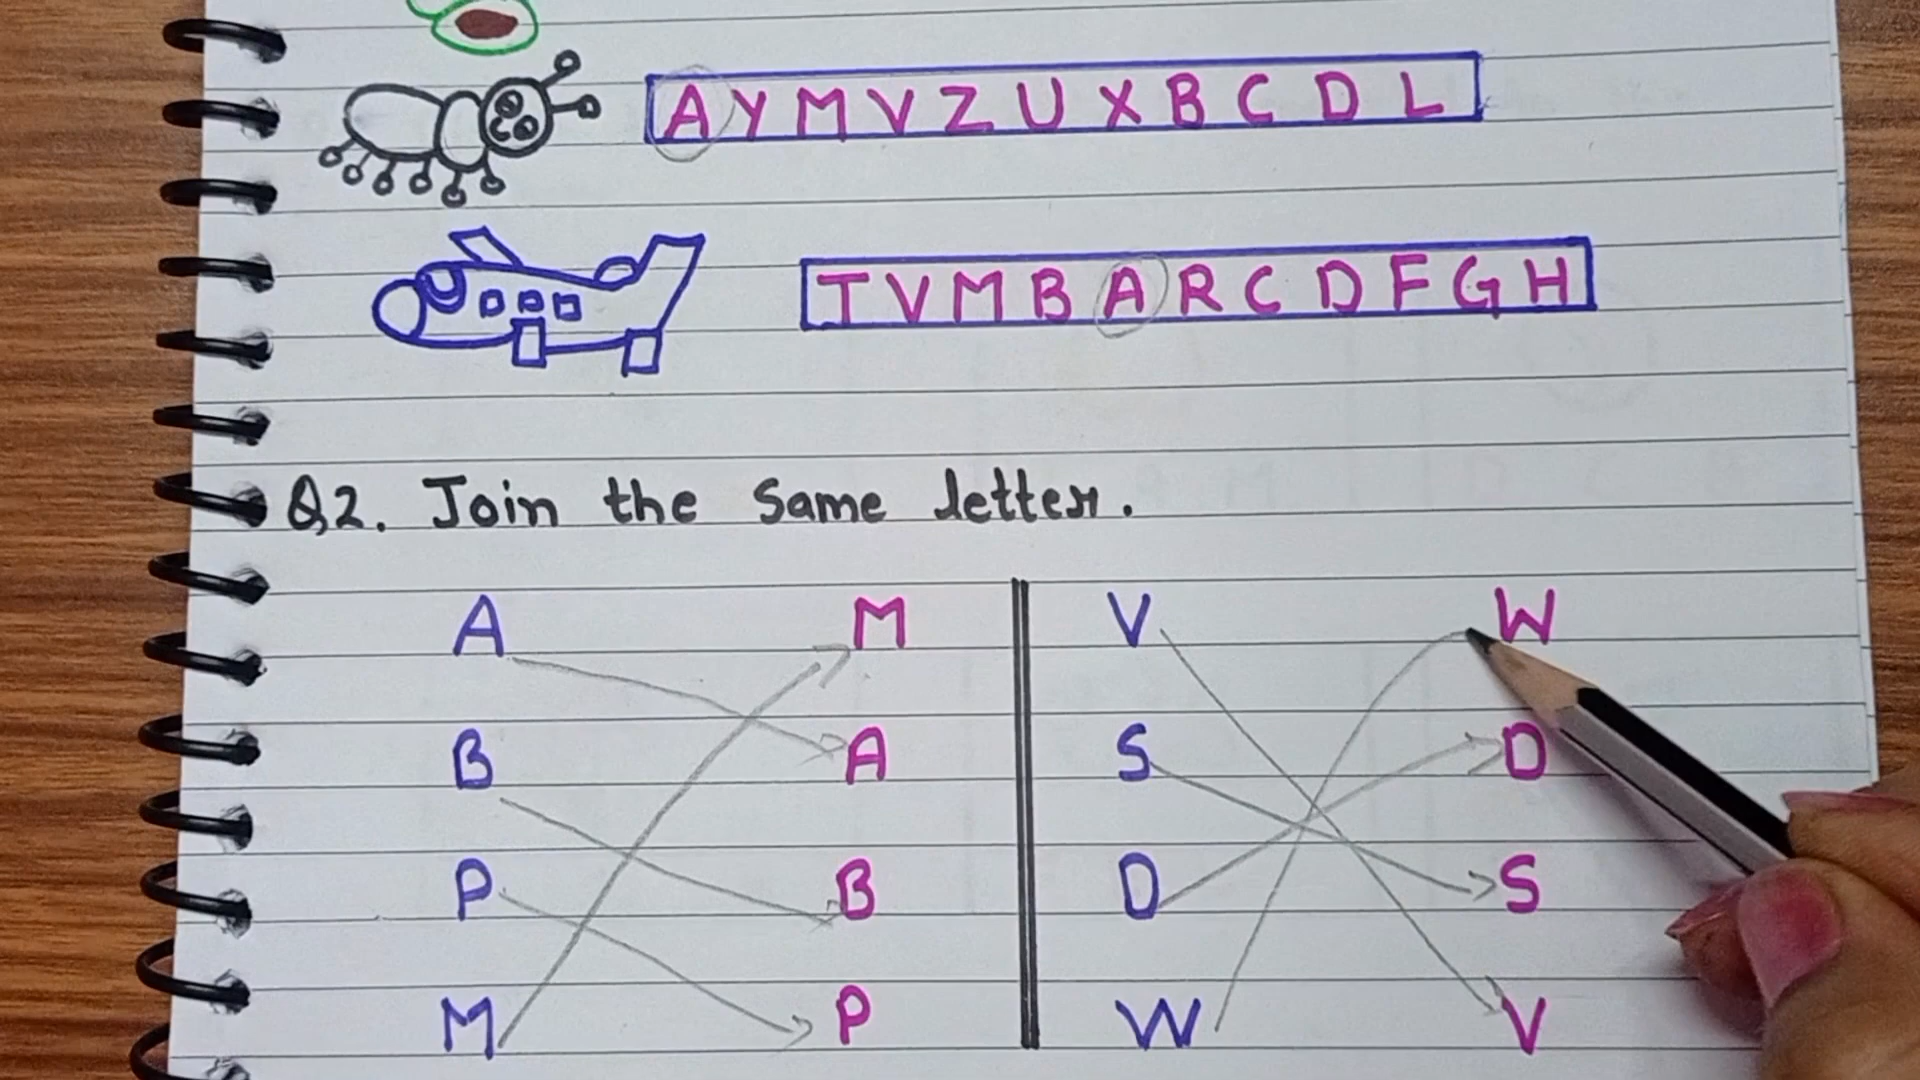 A Y M V Z U X B C D L
T V M B A R C D F G H
Q2. Join the Same letter.
A M V W
B A S D
P B D S
M P W V